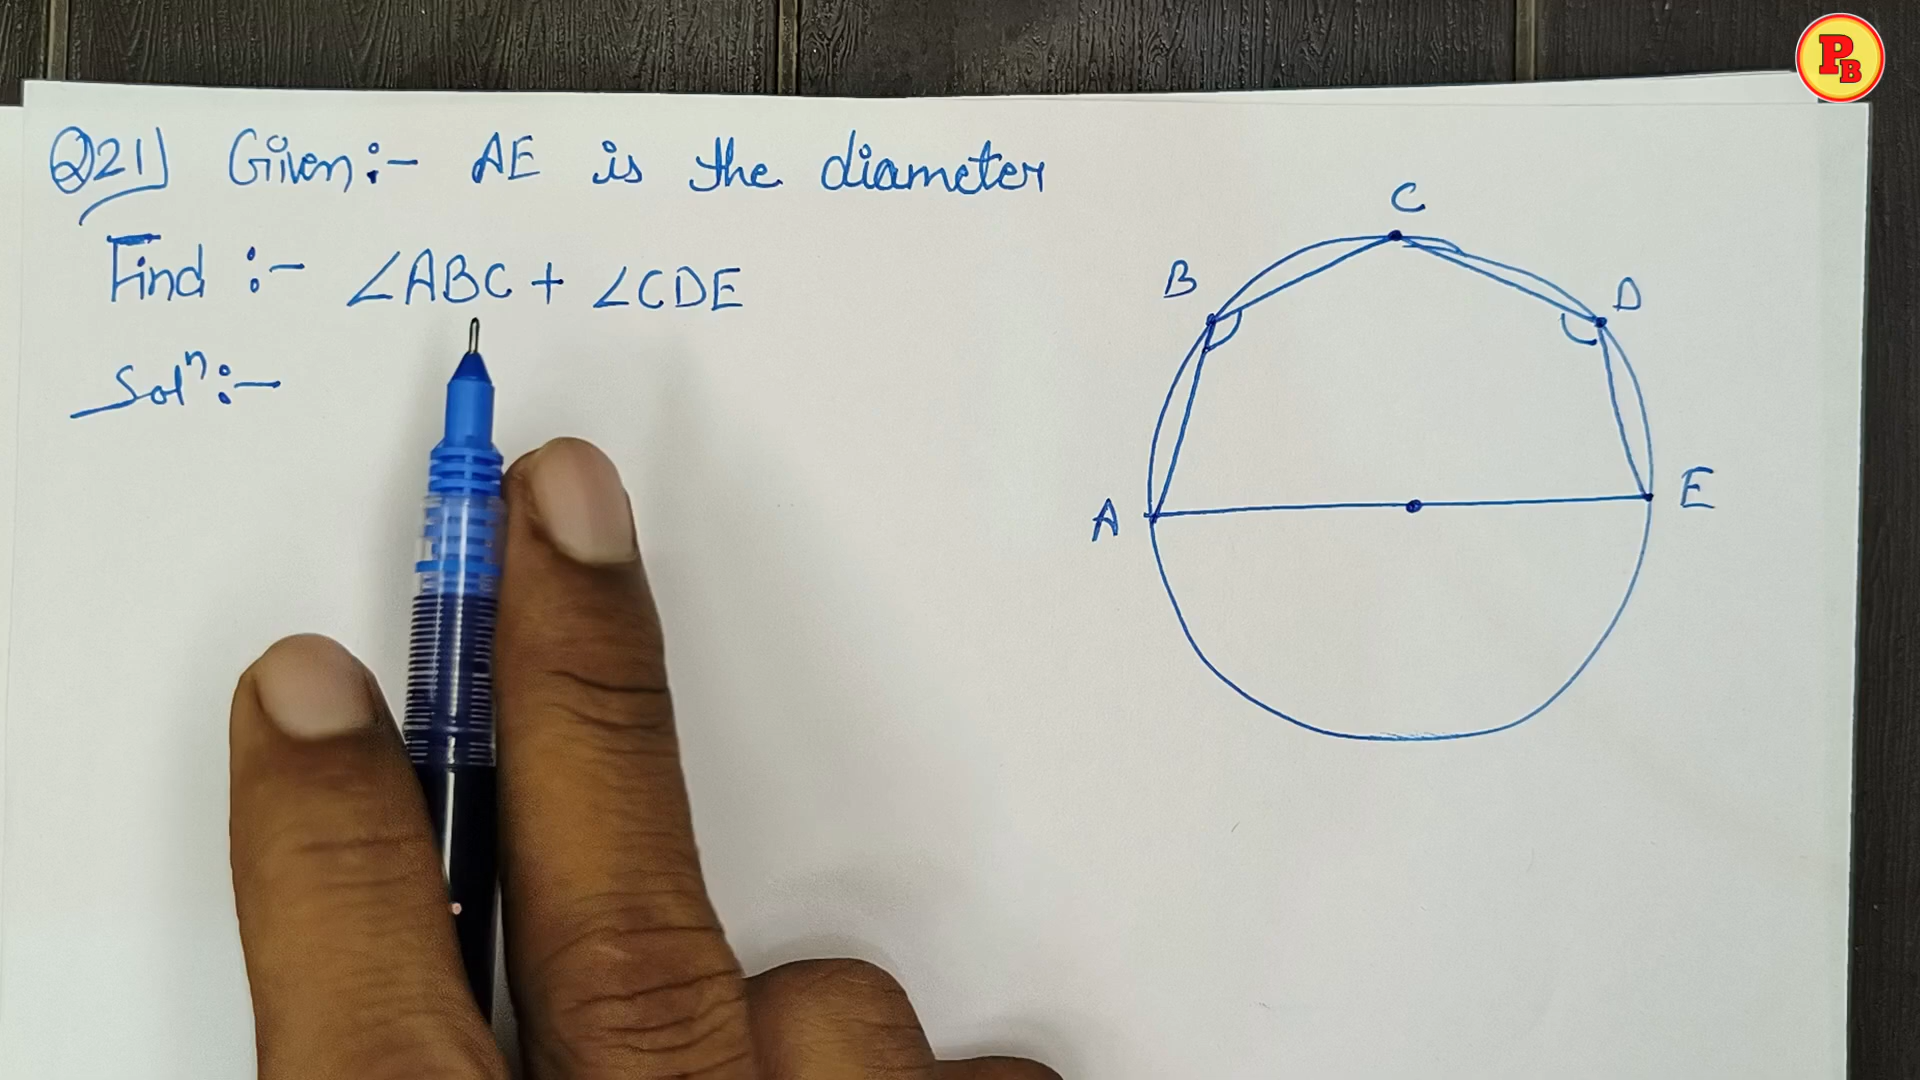 Q21) Given:- AE is the diameter
Find :- ∠ABC + ∠CDE
Solⁿ:-
C
B
D
A
E
PB